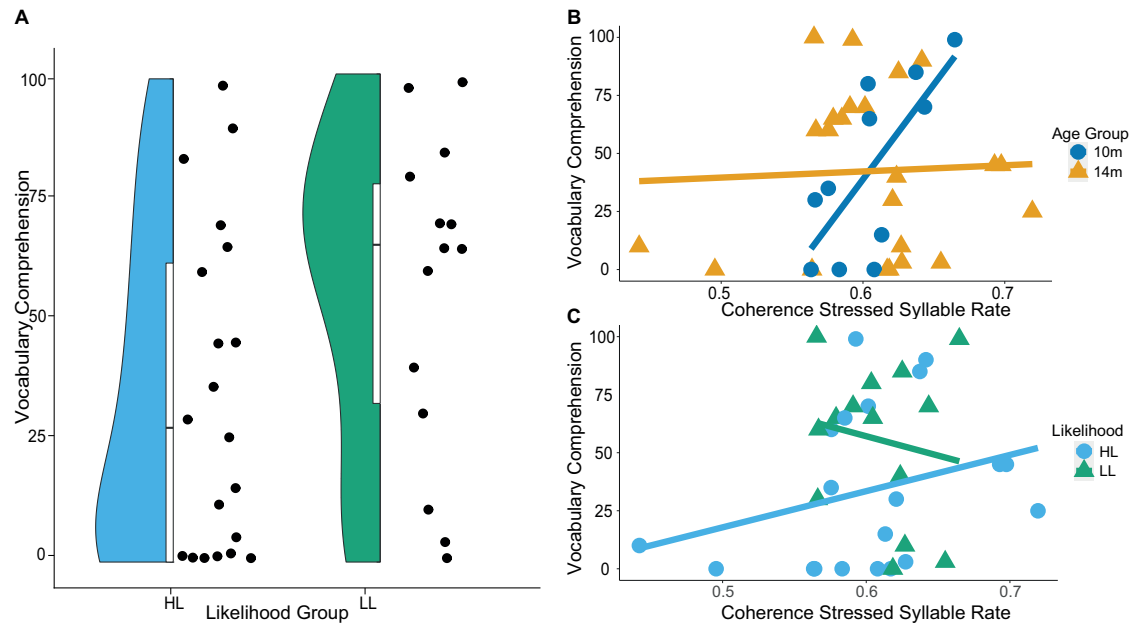 A
Vocabulary Comprehension
100
75
50
25
0
HL
LL
Likelihood Group
B
Vocabulary Comprehension
100
75
50
25
0
0.5
0.6
0.7
Coherence Stressed Syllable Rate
Age Group
10m
14m
C
Vocabulary Comprehension
100
75
50
25
0
0.5
0.6
0.7
Coherence Stressed Syllable Rate
Likelihood
HL
LL